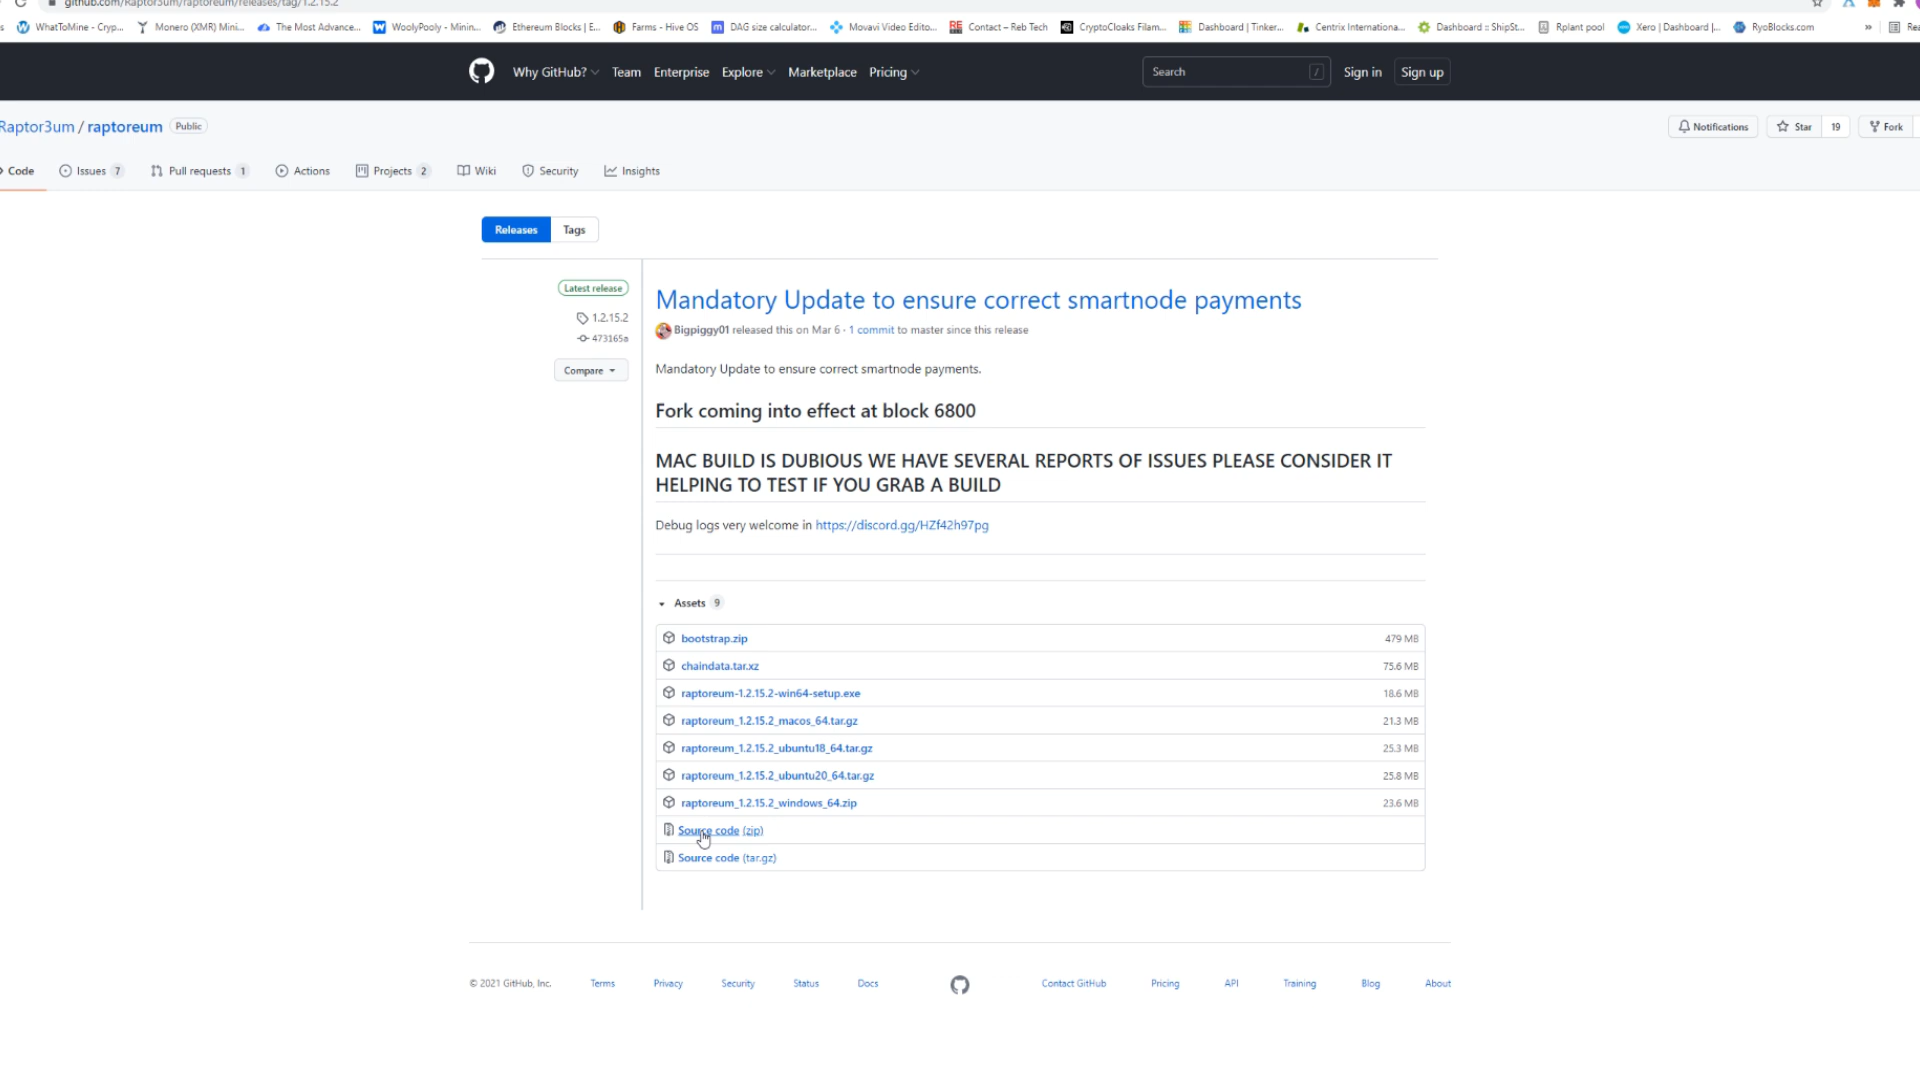 github.com/Raptor3um/raptoreum/releases/tag/1.2.15.2
WhatToMine - Cryp... Monero (XMR) Mini... The Most Advance... WoolyPooly - Minin... Ethereum Blocks | E... Farms - Hive OS DAG size calculator... Movavi Video Edito... Contact – Reb Tech CryptoCloaks Filam... Dashboard | Tinker... Centrix Internationa... Dashboard :: ShipSt... Rplant pool Xero | Dashboard |... RyoBlocks.com »
Why GitHub? Team Enterprise Explore Marketplace Pricing Search / Sign in Sign up
Raptor3um / raptoreum Public Notifications Star 19 Fork
Code Issues 7 Pull requests 1 Actions Projects 2 Wiki Security Insights
Releases Tags
Latest release
1.2.15.2
473165a
Compare
Mandatory Update to ensure correct smartnode payments
Bigpiggy01 released this on Mar 6 · 1 commit to master since this release
Mandatory Update to ensure correct smartnode payments.
Fork coming into effect at block 6800
MAC BUILD IS DUBIOUS WE HAVE SEVERAL REPORTS OF ISSUES PLEASE CONSIDER IT
HELPING TO TEST IF YOU GRAB A BUILD
Debug logs very welcome in https://discord.gg/HZf42h97pg
Assets 9
bootstrap.zip 479 MB
chaindata.tar.xz 75.6 MB
raptoreum-1.2.15.2-win64-setup.exe 18.6 MB
raptoreum_1.2.15.2_macos_64.tar.gz 21.3 MB
raptoreum_1.2.15.2_ubuntu18_64.tar.gz 25.3 MB
raptoreum_1.2.15.2_ubuntu20_64.tar.gz 25.8 MB
raptoreum_1.2.15.2_windows_64.zip 23.6 MB
Source code (zip)
Source code (tar.gz)
© 2021 GitHub, Inc. Terms Privacy Security Status Docs Contact GitHub Pricing API Training Blog About